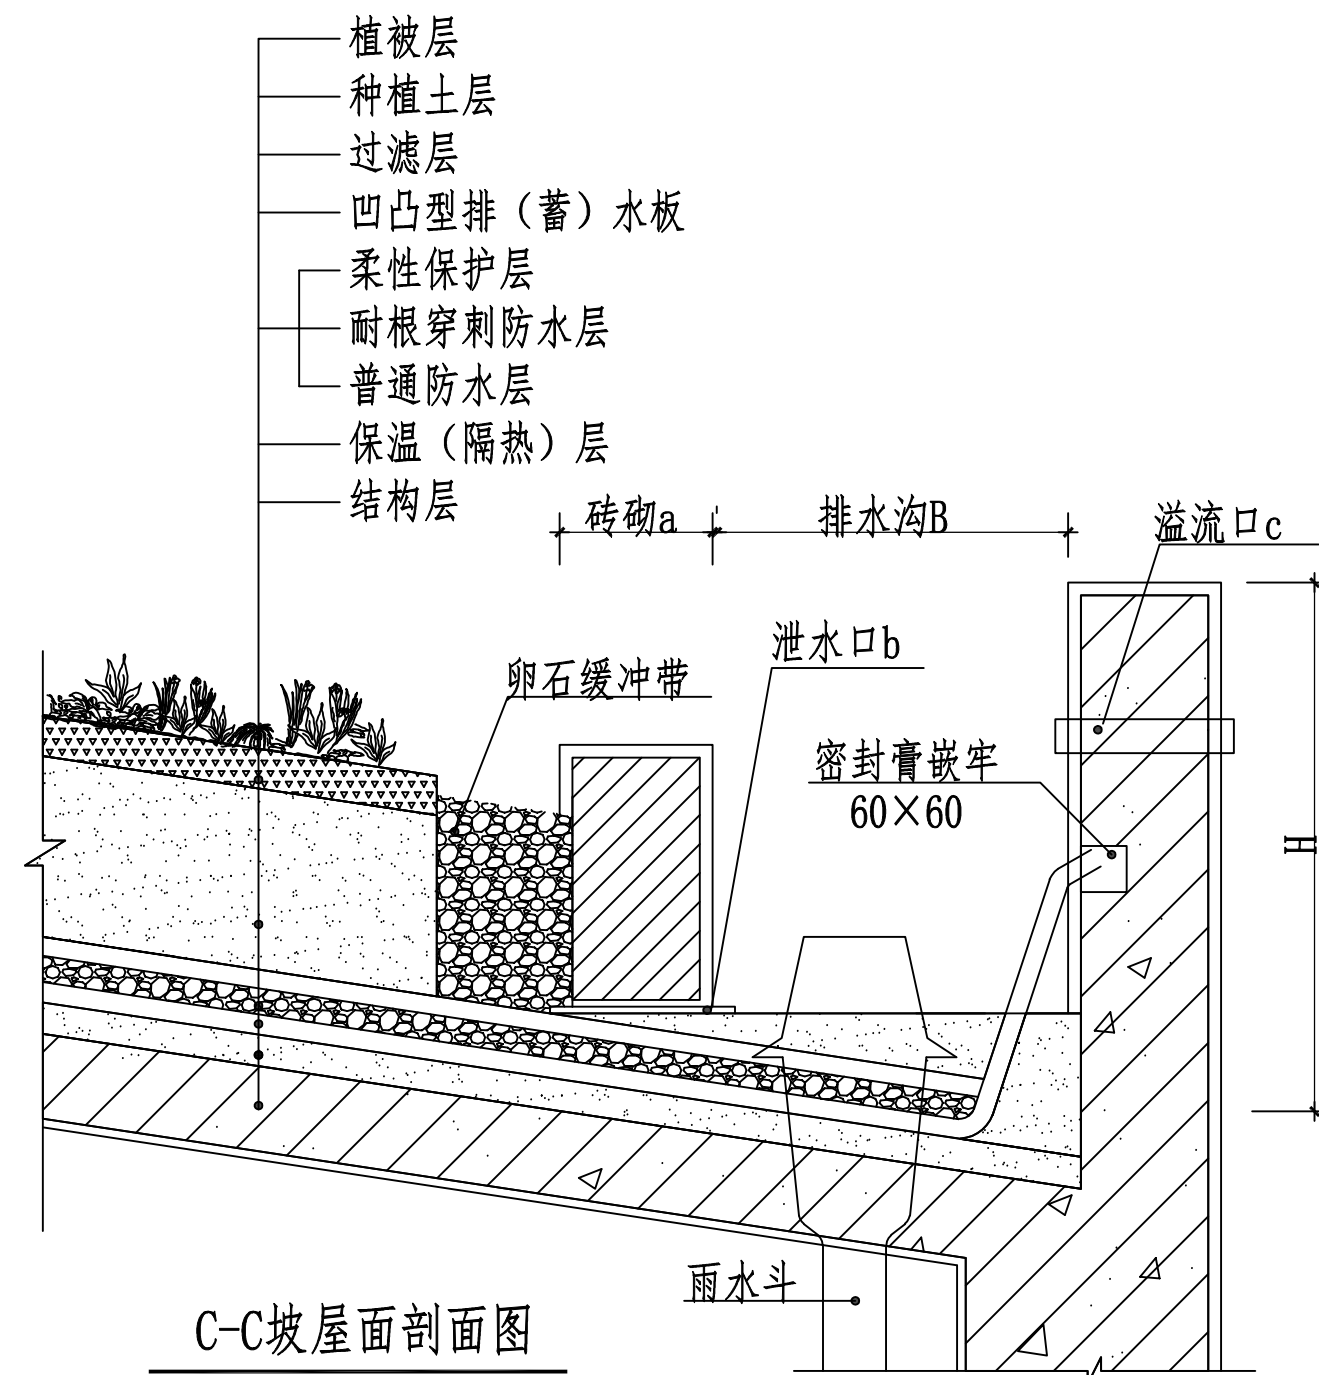 植被层
种植土层
过滤层
凹凸型排（蓄）水板
柔性保护层
耐根穿刺防水层
普通防水层
保温（隔热）层
结构层
砖砌a
排水沟B
溢流口c
泄水口b
卵石缓冲带
密封膏嵌牢
60×60
H
雨水斗
C-C坡屋面剖面图